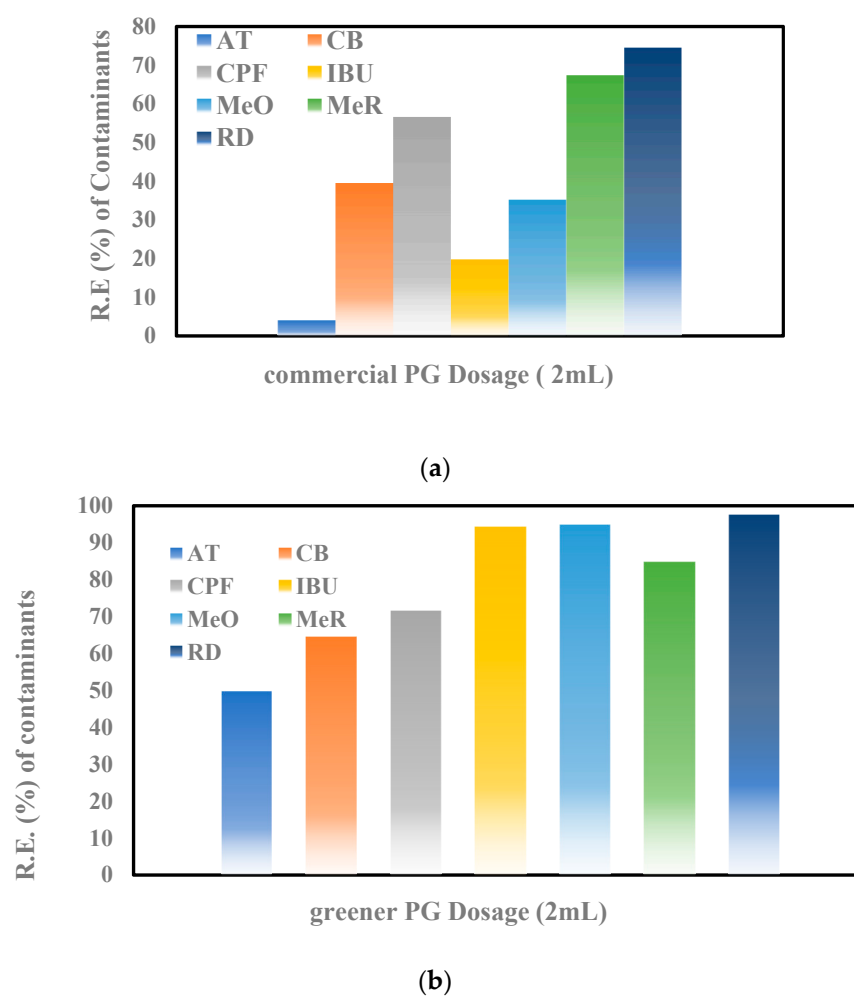 80
70
60
50
40
30
20
10
0
R.E (%) of Contaminants
AT CB
CPF IBU
MeO MeR
RD
commercial PG Dosage ( 2mL)
(a)
100
90
80
70
60
50
40
30
20
10
0
R.E. (%) of contaminants
AT CB
CPF IBU
MeO MeR
RD
greener PG Dosage (2mL)
(b)